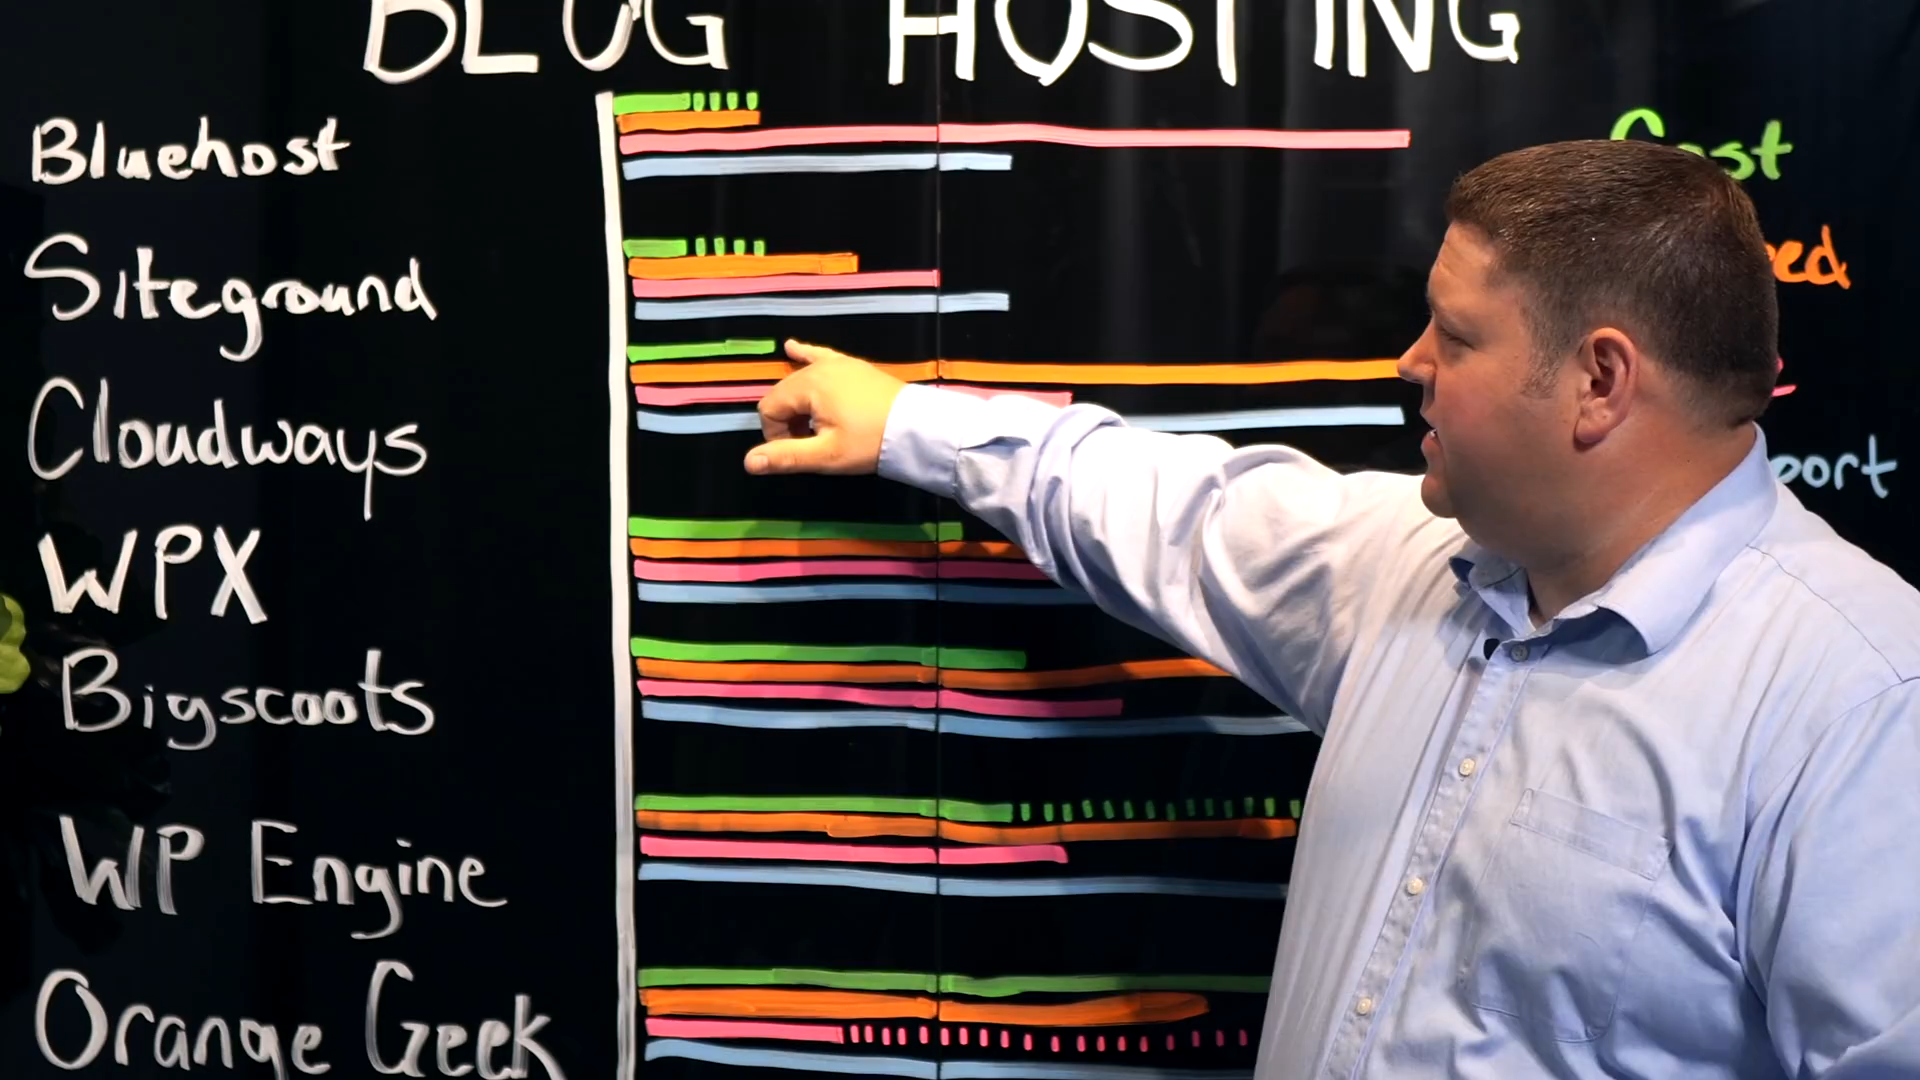 BLOG HOSTING
Bluehost
Siteground
Cloudways
WPX
Bigscoots
WP Engine
Orange Geek
Cost